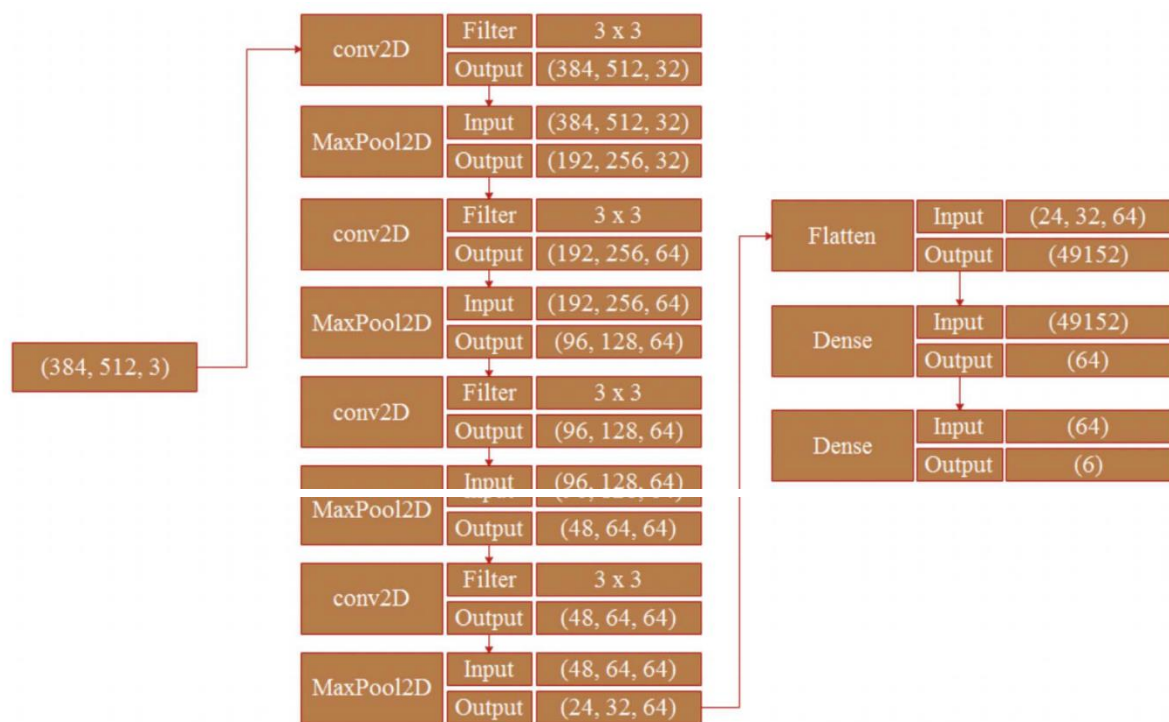 (384, 512, 3)
conv2D
Filter 3 x 3
Output (384, 512, 32)
MaxPool2D
Input (384, 512, 32)
Output (192, 256, 32)
conv2D
Filter 3 x 3
Output (192, 256, 64)
MaxPool2D
Input (192, 256, 64)
Output (96, 128, 64)
conv2D
Filter 3 x 3
Output (96, 128, 64)
MaxPool2D
Input (96, 128, 64)
Output (48, 64, 64)
conv2D
Filter 3 x 3
Output (48, 64, 64)
MaxPool2D
Input (48, 64, 64)
Output (24, 32, 64)
Flatten
Input (24, 32, 64)
Output (49152)
Dense
Input (49152)
Output (64)
Dense
Input (64)
Output (6)